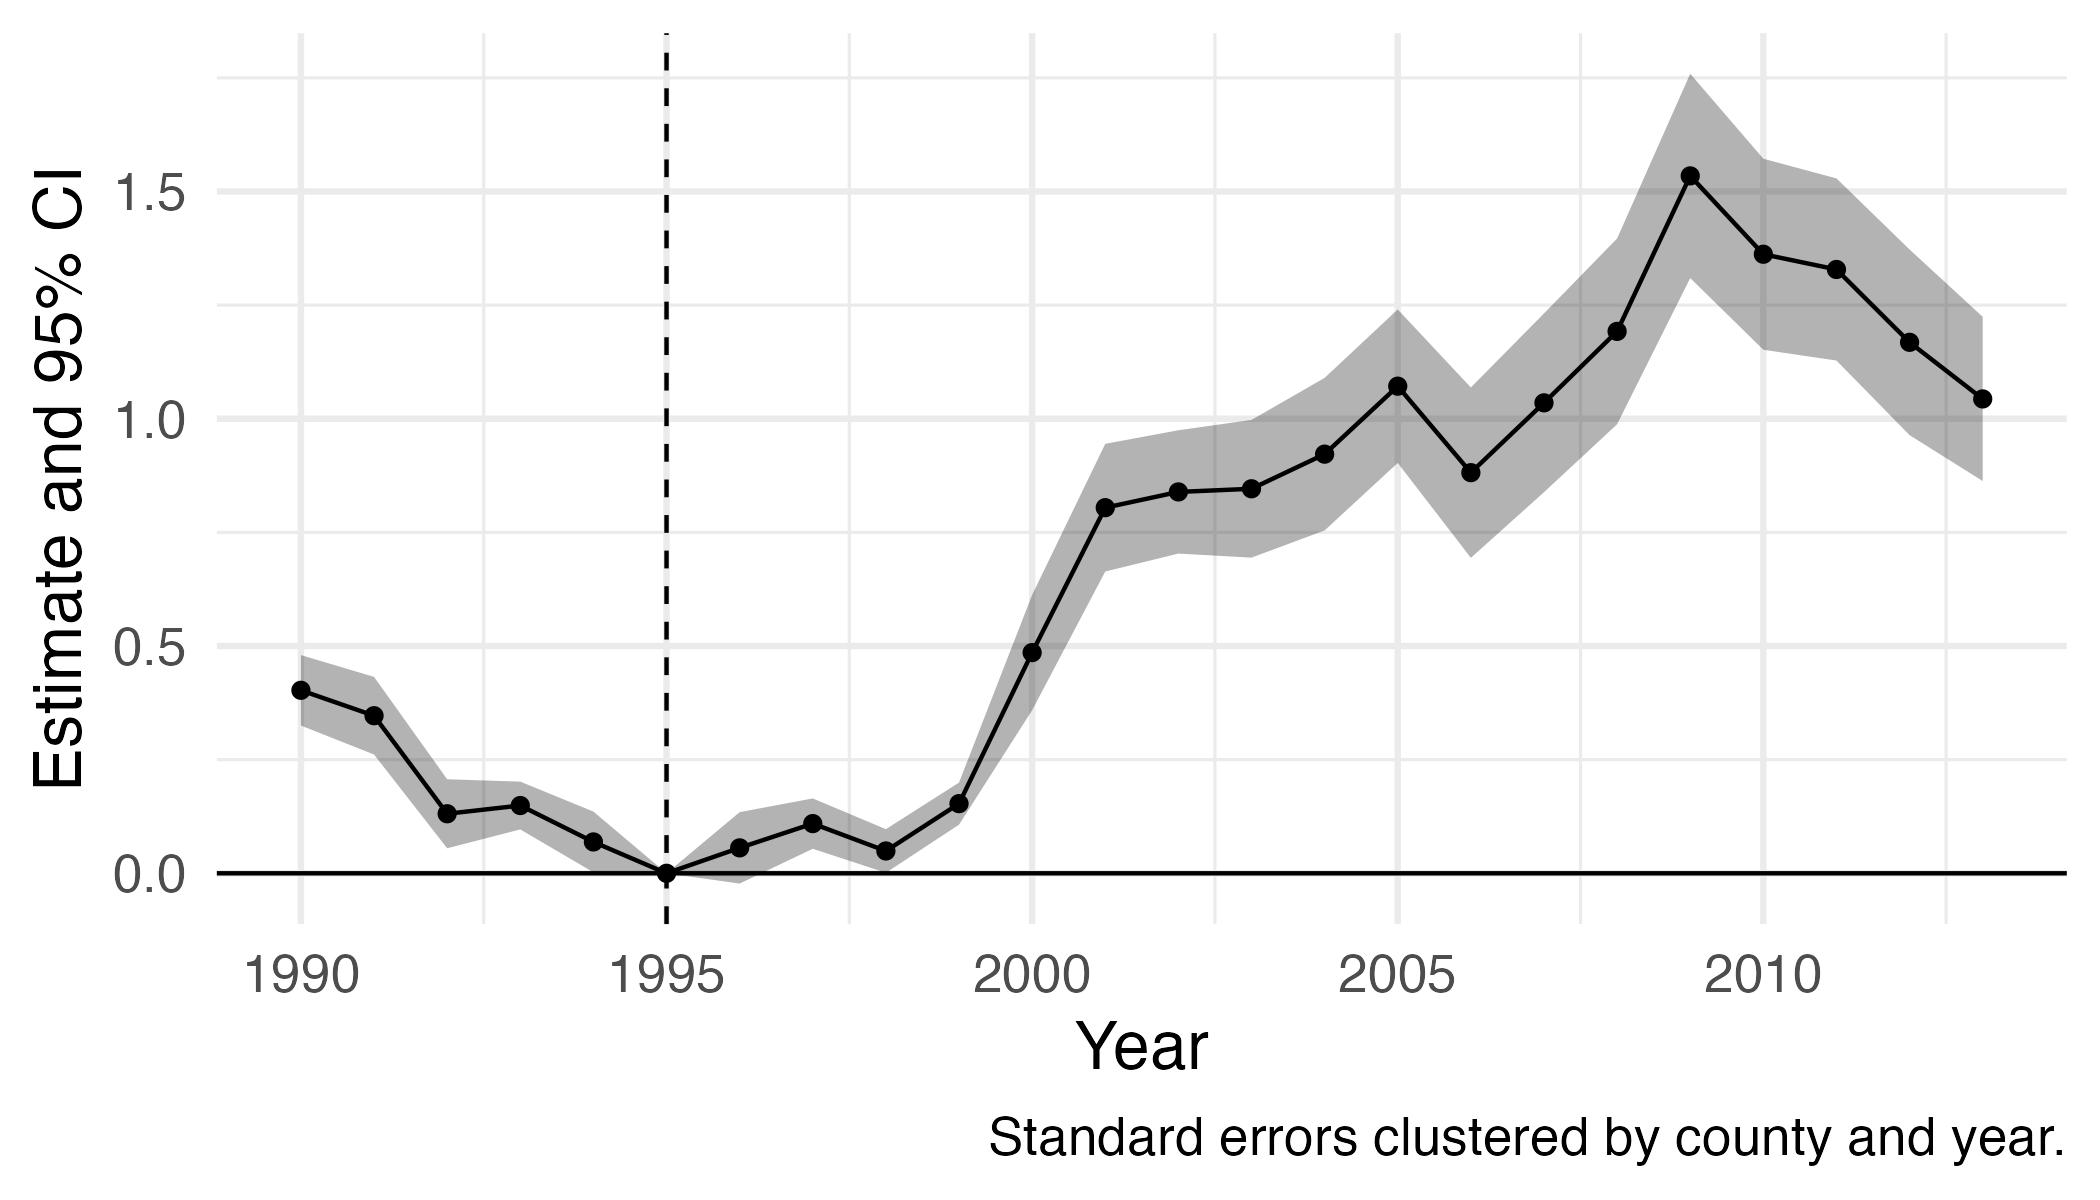 Estimate and 95% CI
1.5
1.0
0.5
0.0
1990 1995 2000 2005 2010
Year
Standard errors clustered by county and year.